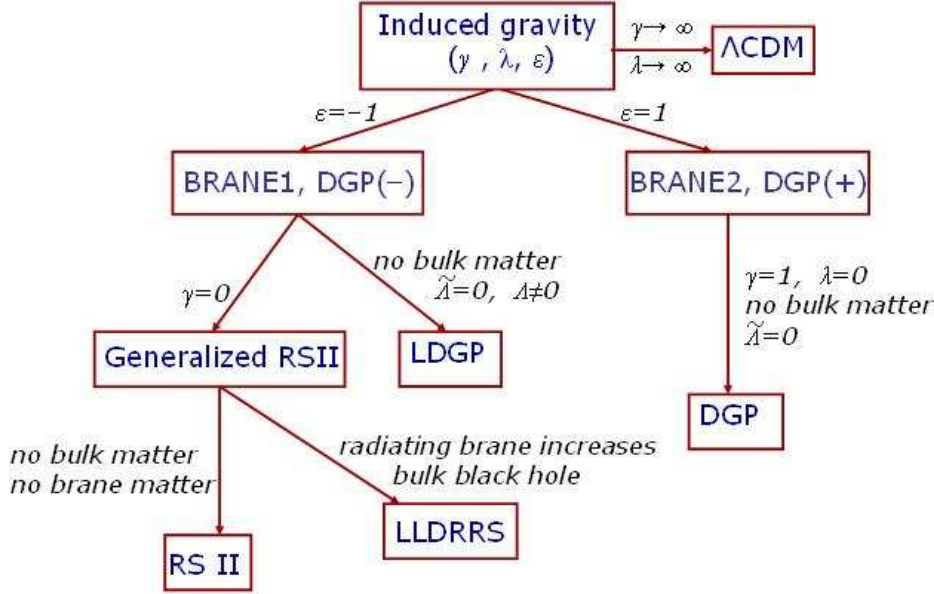 Induced gravity
(γ , λ, ε)
γ→ ∞
λ→ ∞
ΛCDM
ε=−1
ε=1
BRANE1, DGP(−)
BRANE2, DGP(+)
no bulk matter
Λ̃=0, Λ≠0
γ=0
γ=1, λ=0
no bulk matter
Λ̃=0
Generalized RSII
LDGP
DGP
no bulk matter
no brane matter
radiating brane increases
bulk black hole
RS II
LLDRRS